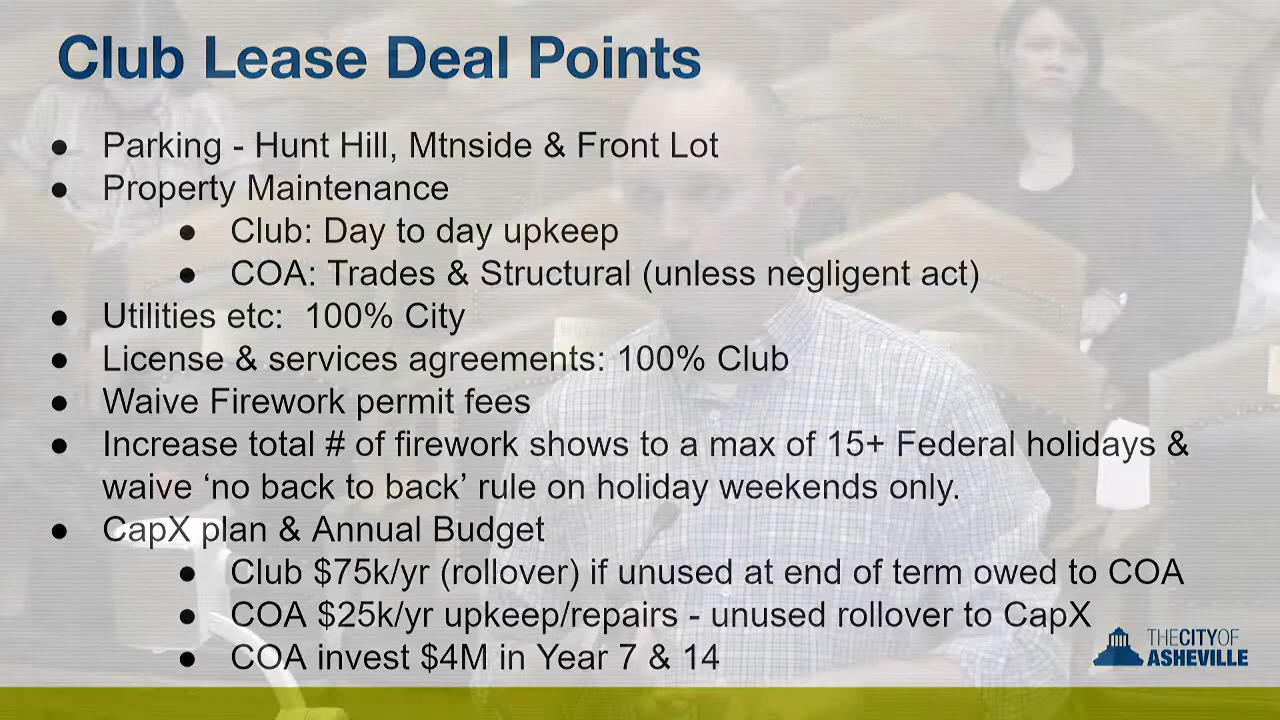 Club Lease Deal Points
● Parking - Hunt Hill, Mtnside & Front Lot
● Property Maintenance
● Club: Day to day upkeep
● COA: Trades & Structural (unless negligent act)
● Utilities etc: 100% City
● License & services agreements: 100% Club
● Waive Firework permit fees
● Increase total # of firework shows to a max of 15+ Federal holidays &
waive ‘no back to back’ rule on holiday weekends only.
● CapX plan & Annual Budget
● Club $75k/yr (rollover) if unused at end of term owed to COA
● COA $25k/yr upkeep/repairs - unused rollover to CapX
● COA invest $4M in Year 7 & 14
THE CITY OF
ASHEVILLE